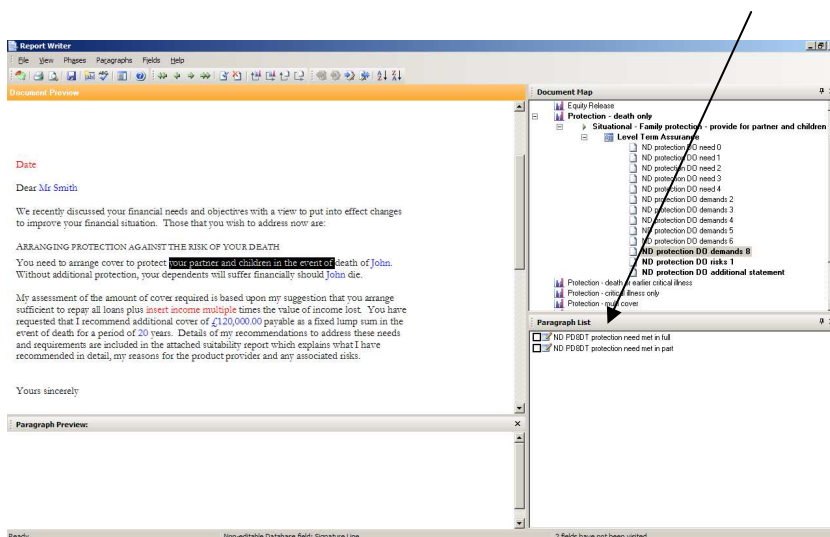 Report Writer
File View Phases Paragraphs Fields Help
Document Preview
Date
Dear Mr Smith
We recently discussed your financial needs and objectives with a view to put into effect changes
to improve your financial situation. Those that you wish to address now are:
ARRANGING PROTECTION AGAINST THE RISK OF YOUR DEATH
You need to arrange cover to protect your partner and children in the event of death of John.
Without additional protection, your dependents will suffer financially should John die.
My assessment of the amount of cover required is based upon my suggestion that you arrange
sufficient to repay all loans plus insert income multiple times the value of income lost. You have
requested that I recommend additional cover of £120,000.00 payable as a fixed lump sum in the
event of death for a period of 20 years. Details of my recommendations to address these needs
and requirements are included in the attached suitability report which explains what I have
recommended in detail, my reasons for the product provider and any associated risks.
Yours sincerely
Paragraph Preview:
Document Map
Equity Release
Protection - death only
Situational - Family protection - provide for partner and children
Level Term Assurance
ND protection DO need 0
ND protection DO need 1
ND protection DO need 2
ND protection DO need 3
ND protection DO need 4
ND protection DO demands 2
ND protection DO demands 3
ND protection DO demands 4
ND protection DO demands 5
ND protection DO demands 6
ND protection DO demands 8
ND protection DO risks 1
ND protection DO additional statement
Protection - death or earlier critical illness
Protection - critical illness only
Protection - multi cover
Paragraph List
ND PD8DT protection need met in full
ND PD8DT protection need met in part
Ready
Non-editable Database field: Signature Line
2 fields have not been visited